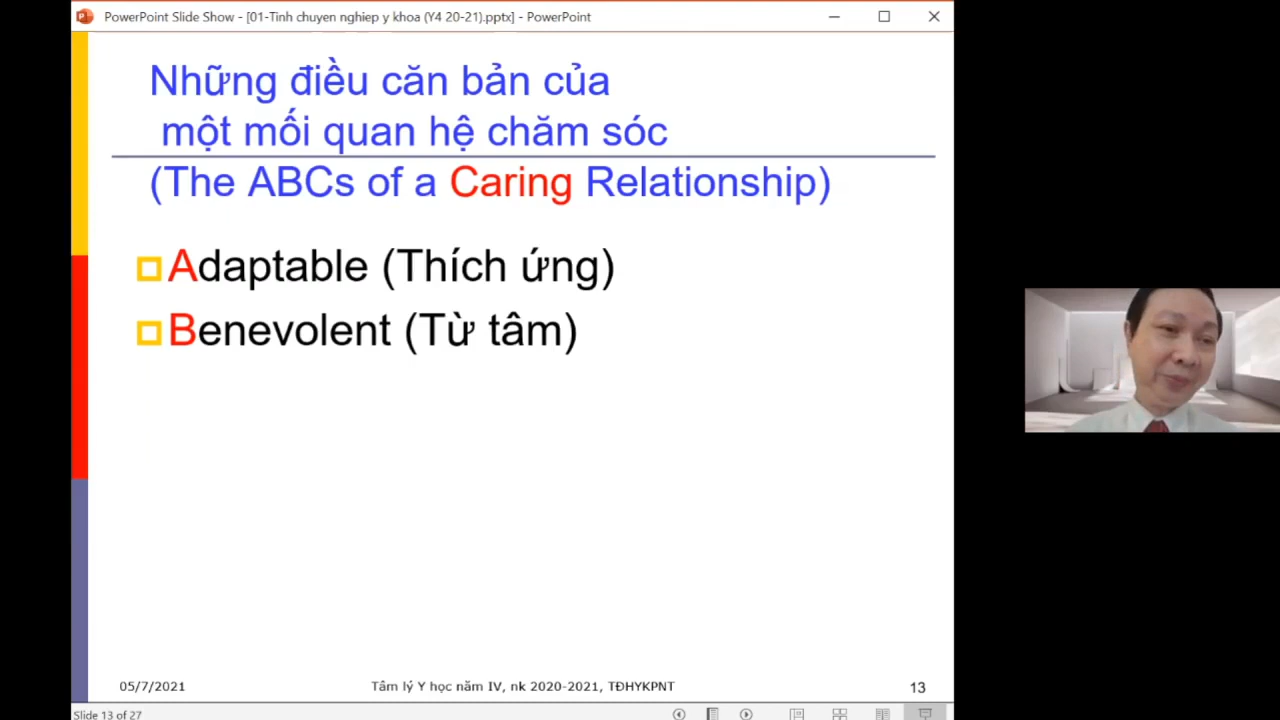 PowerPoint Slide Show - [01-Tinh chuyen nghiep y khoa (Y4 20-21).pptx] - PowerPoint
Những điều căn bản của
một mối quan hệ chăm sóc
(The ABCs of a Caring Relationship)
Adaptable (Thích ứng)
Benevolent (Từ tâm)
05/7/2021
Tâm lý Y học năm IV, nk 2020-2021, TĐHYKPNT
13
Slide 13 of 27